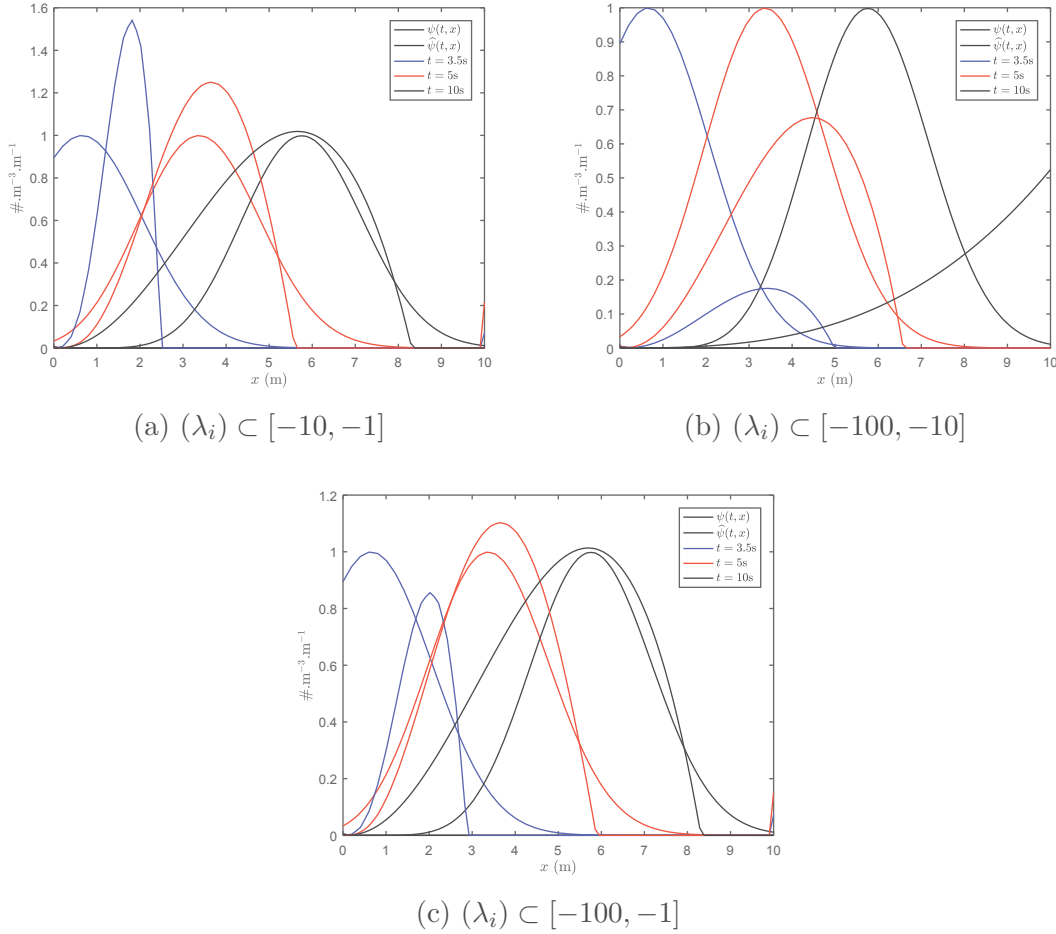 1.6
1.4
1.2
1
0.8
0.6
0.4
0.2
0
#.m⁻³.m⁻¹
0 1 2 3 4 5 6 7 8 9 10
x (m)
ψ(t, x)
ψ̂(t, x)
t = 3.5s
t = 5s
t = 10s
(a) (λᵢ) ⊂ [−10, −1]
1
0.9
0.8
0.7
0.6
0.5
0.4
0.3
0.2
0.1
0
#.m⁻³.m⁻¹
0 1 2 3 4 5 6 7 8 9 10
x (m)
ψ(t, x)
ψ̂(t, x)
t = 3.5s
t = 5s
t = 10s
(b) (λᵢ) ⊂ [−100, −10]
1.2
1
0.8
0.6
0.4
0.2
0
#.m⁻³.m⁻¹
0 1 2 3 4 5 6 7 8 9 10
x (m)
ψ(t, x)
ψ̂(t, x)
t = 3.5s
t = 5s
t = 10s
(c) (λᵢ) ⊂ [−100, −1]